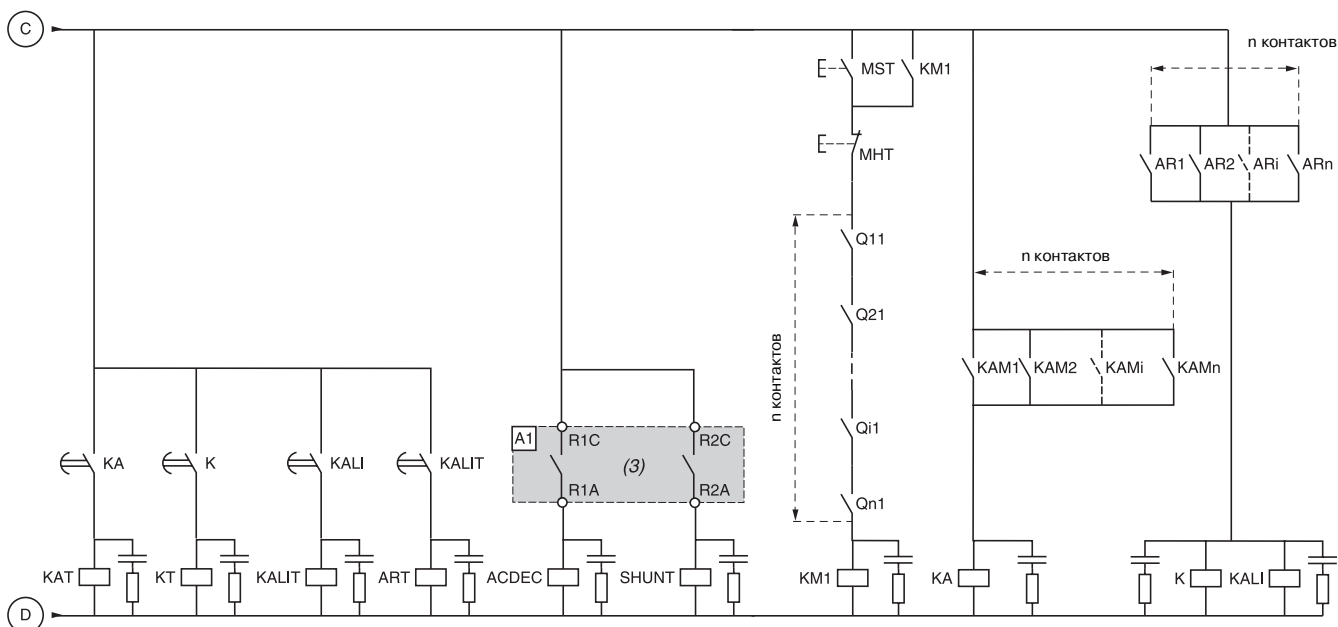 C
n контактов
MST
KM1
MHT
AR1
AR2
ARi
ARn
Q11
n контактов
Q21
n контактов
KAM1
KAM2
KAMi
KAMn
A1
R1C
R2C
Qi1
KA
K
KALI
KALIT
(3)
R1A
R2A
Qn1
KAT
KT
KALIT
ART
ACDEC
SHUNT
KM1
KA
K
KALI
D